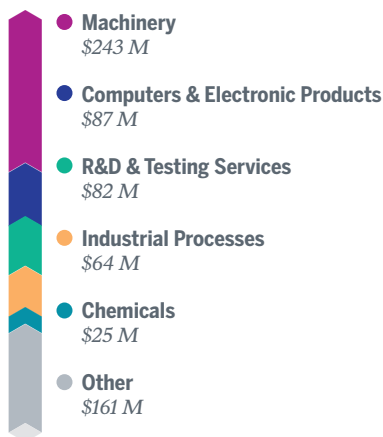 Machinery
$243 M
Computers & Electronic Products
$87 M
R&D & Testing Services
$82 M
Industrial Processes
$64 M
Chemicals
$25 M
Other
$161 M